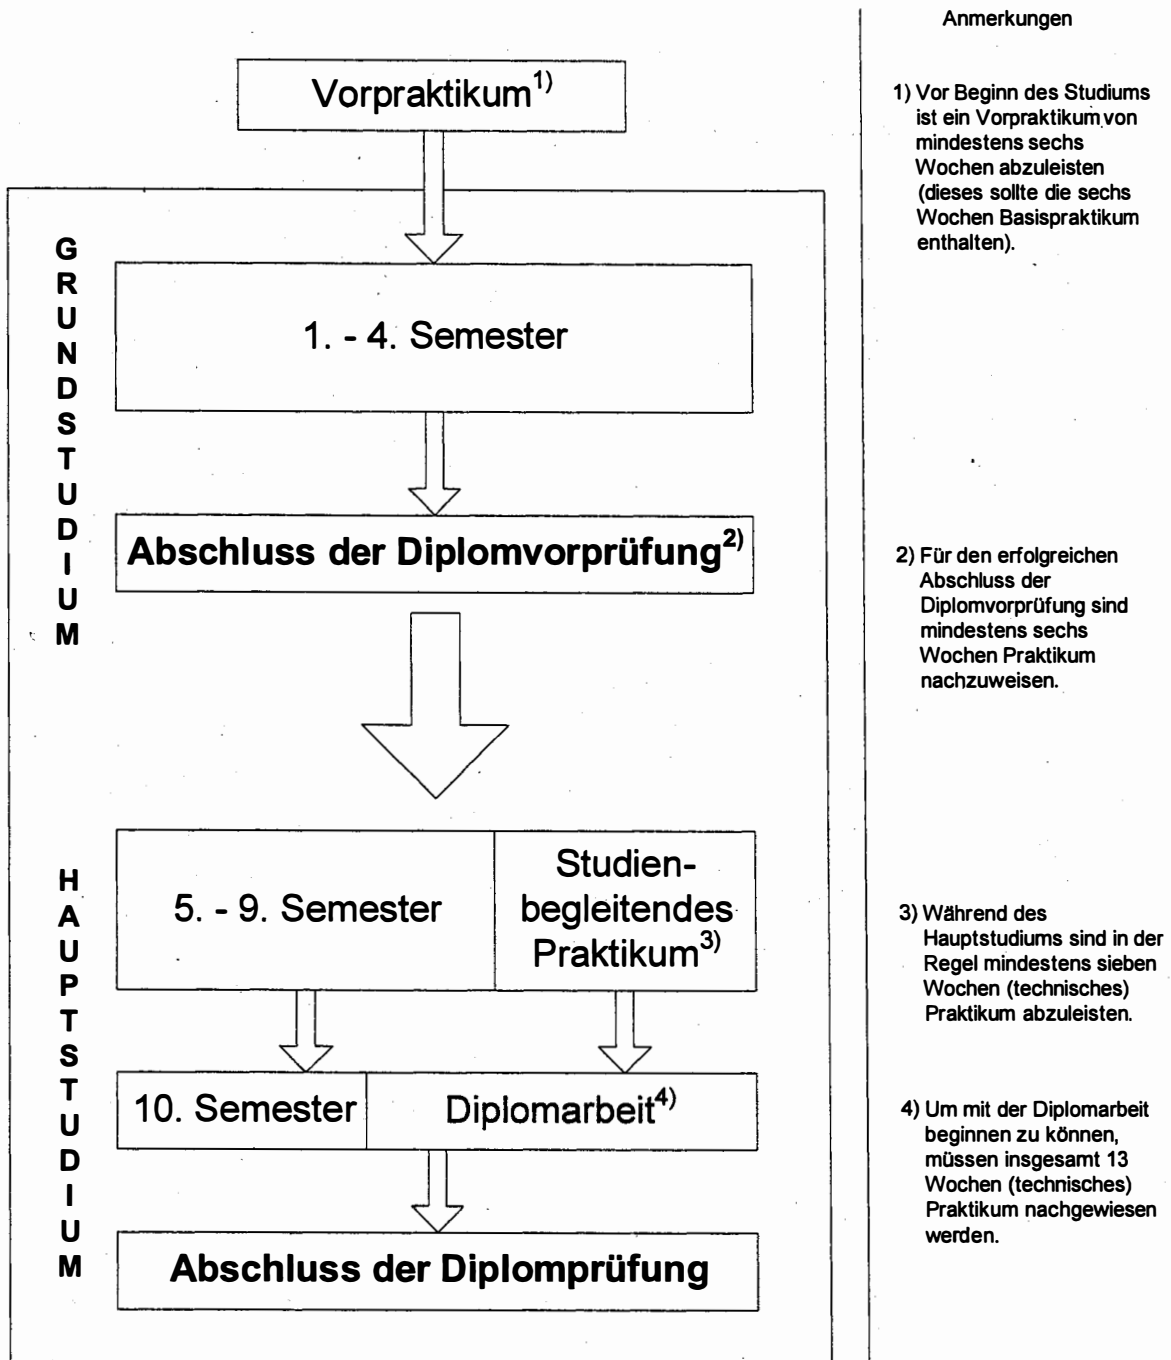 Anmerkungen
Vorpraktikum1)
1) Vor Beginn des Studiums
ist ein Vorpraktikum von
mindestens sechs
Wochen abzuleisten
(dieses sollte die sechs
Wochen Basispraktikum
enthalten).
GRUNDSTUDIUM
1. - 4. Semester
Abschluss der Diplomvorprüfung2)
2) Für den erfolgreichen
Abschluss der
Diplomvorprüfung sind
mindestens sechs
Wochen Praktikum
nachzuweisen.
HAUPTSTUDIUM
5. - 9. Semester
Studien-
begleitendes
Praktikum3)
3) Während des
Hauptstudiums sind in der
Regel mindestens sieben
Wochen (technisches)
Praktikum abzuleisten.
10. Semester
Diplomarbeit4)
4) Um mit der Diplomarbeit
beginnen zu können,
müssen insgesamt 13
Wochen (technisches)
Praktikum nachgewiesen
werden.
Abschluss der Diplomprüfung